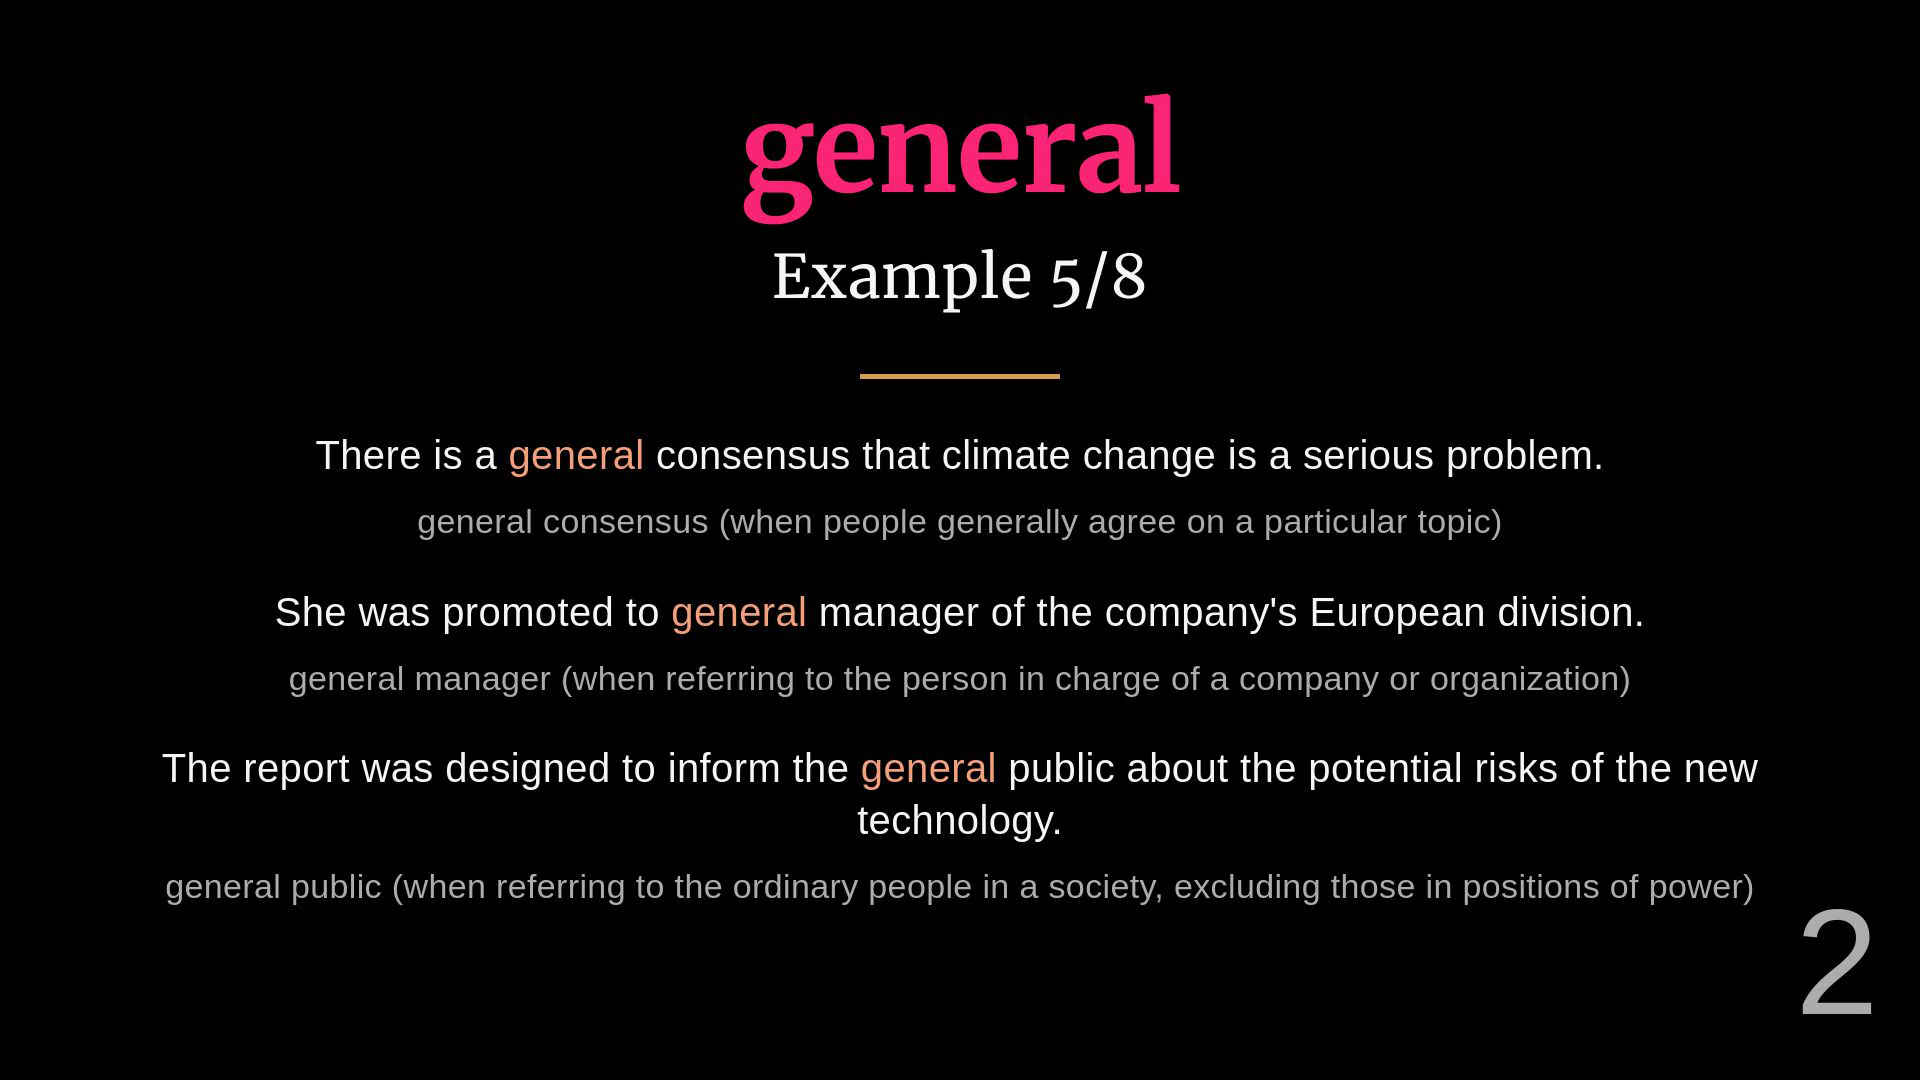 general
Example 5/8
There is a general consensus that climate change is a serious problem.
general consensus (when people generally agree on a particular topic)
She was promoted to general manager of the company's European division.
general manager (when referring to the person in charge of a company or organization)
The report was designed to inform the general public about the potential risks of the new
technology.
general public (when referring to the ordinary people in a society, excluding those in positions of power)
2